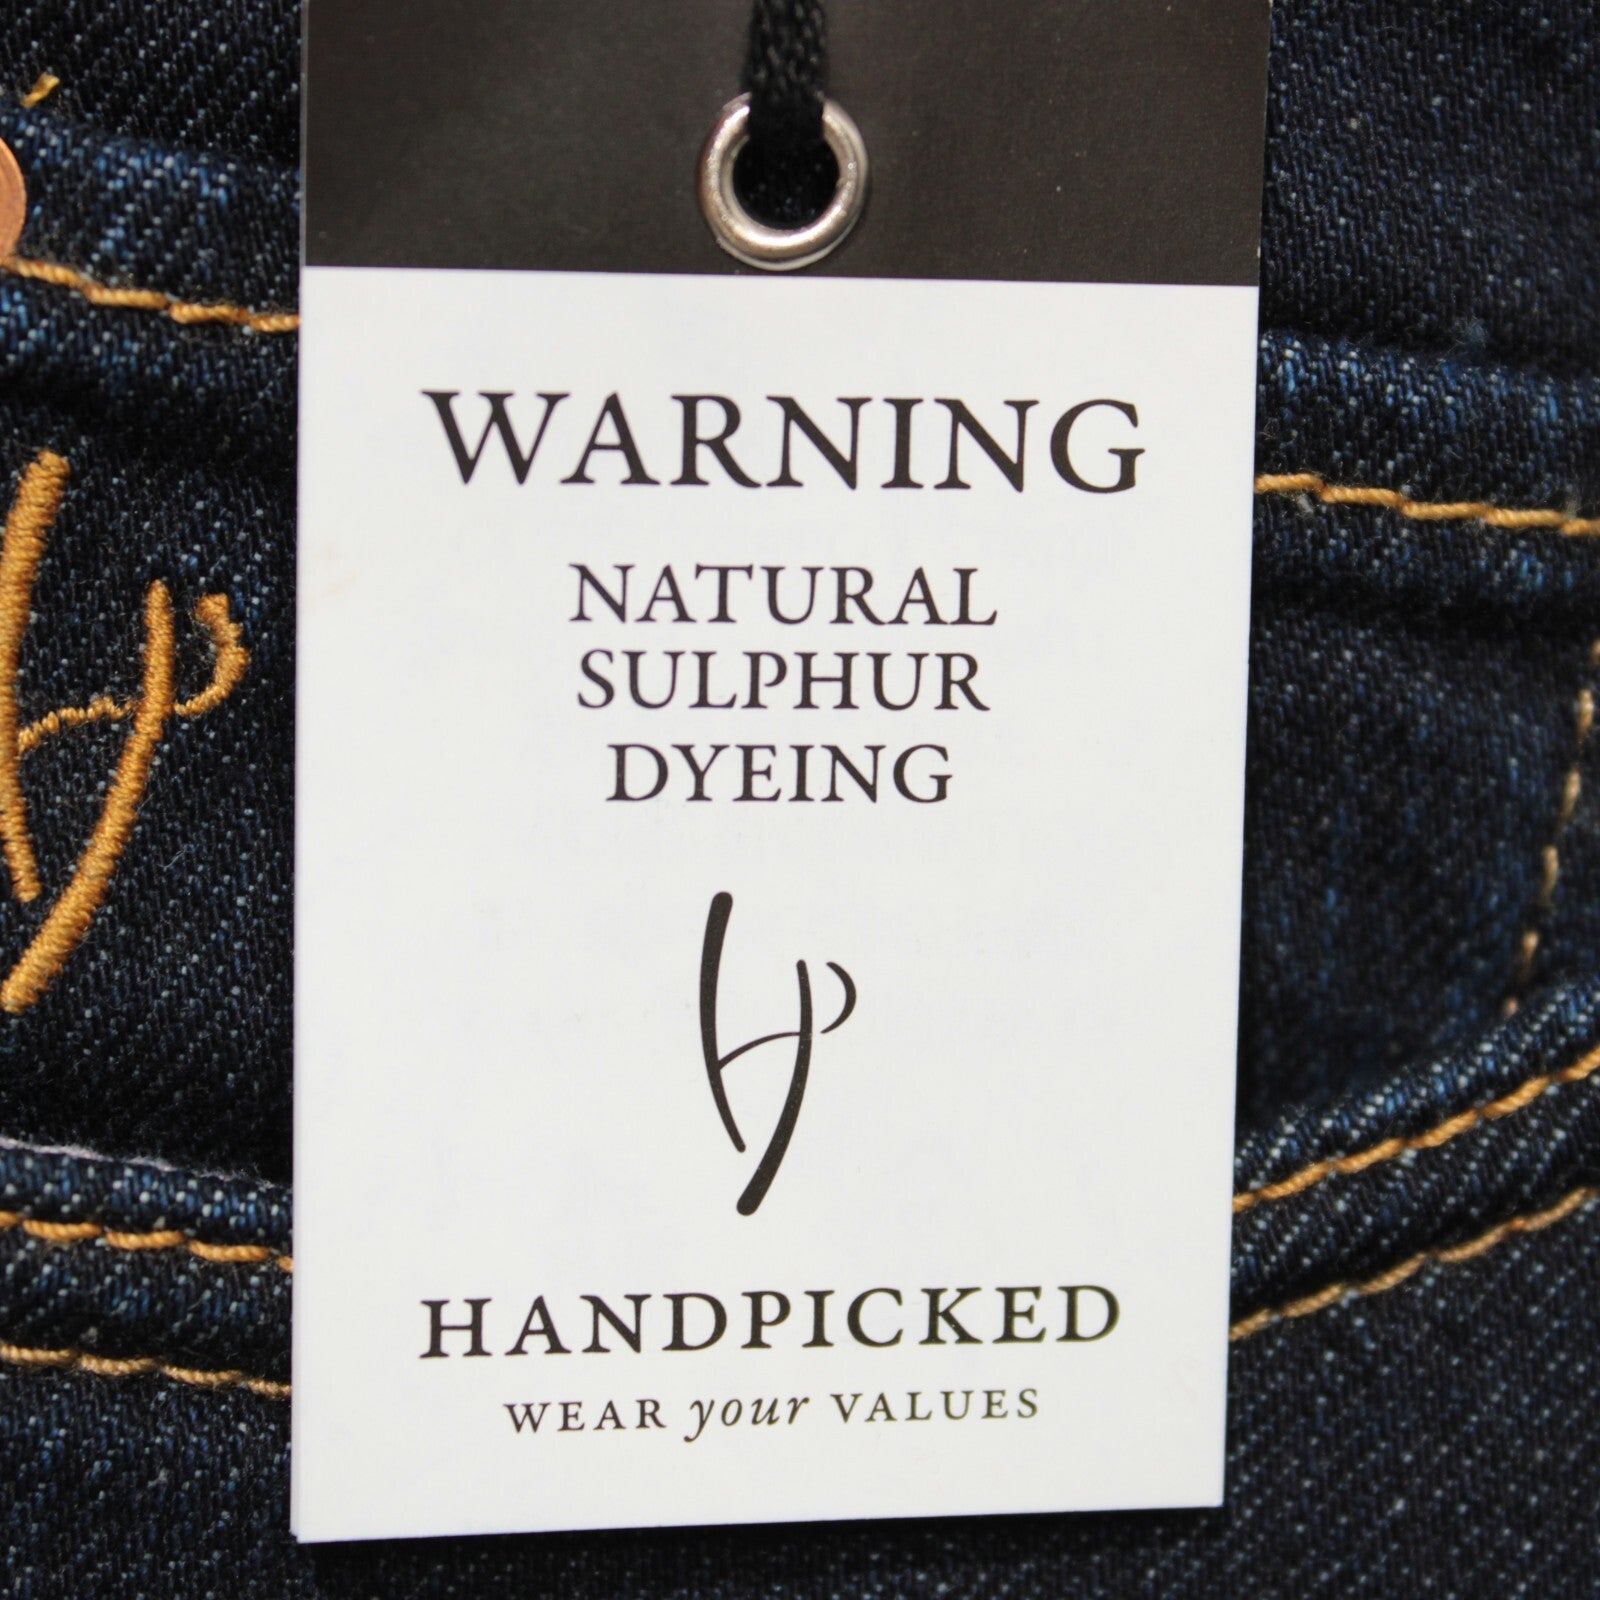 WARNING
NATURAL
SULPHUR
DYEING
HANDPICKED
WEAR your VALUES